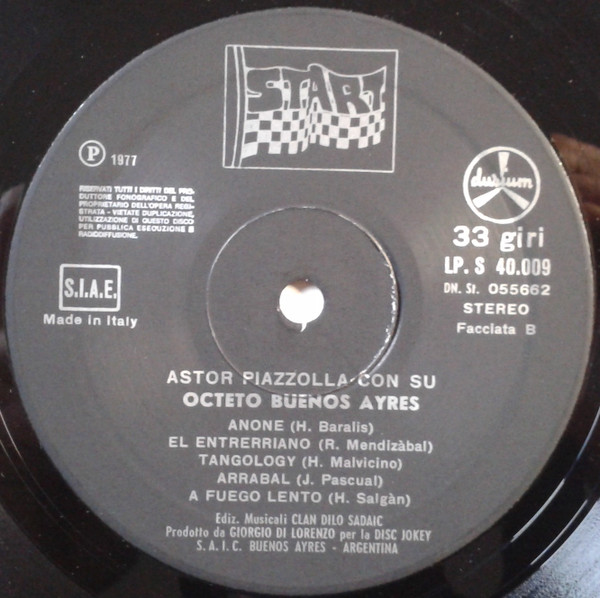 START
P 1977
RISERVATI TUTTI I DIRITTI DEL PRO-
DUTTORE FONOGRAFICO E DEL
PROPRIETARIO DELL'OPERA REGI-
STRATA - VIETATE DUPLICAZIONE,
UTILIZZAZIONE DI QUESTO DISCO
PER PUBBLICA ESECUZIONE E
RADIODIFFUSIONE.
S.I.A.E.
Made in Italy
durium
33 giri
LP. S 40.009
DN. St. 055662
STEREO
Facciata B
ASTOR PIAZZOLLA CON SU
OCTETO BUENOS AYRES
ANONE (H. Baralis)
EL ENTRERRIANO (R. Mendizàbal)
TANGOLOGY (H. Malvicino)
ARRABAL (J. Pascual)
A FUEGO LENTO (H. Salgàn)
Ediz. Musicali CLAN DILO SADAIC
Prodotto da GIORGIO DI LORENZO per la DISC JOKEY
S. A. I. C. BUENOS AYRES - ARGENTINA